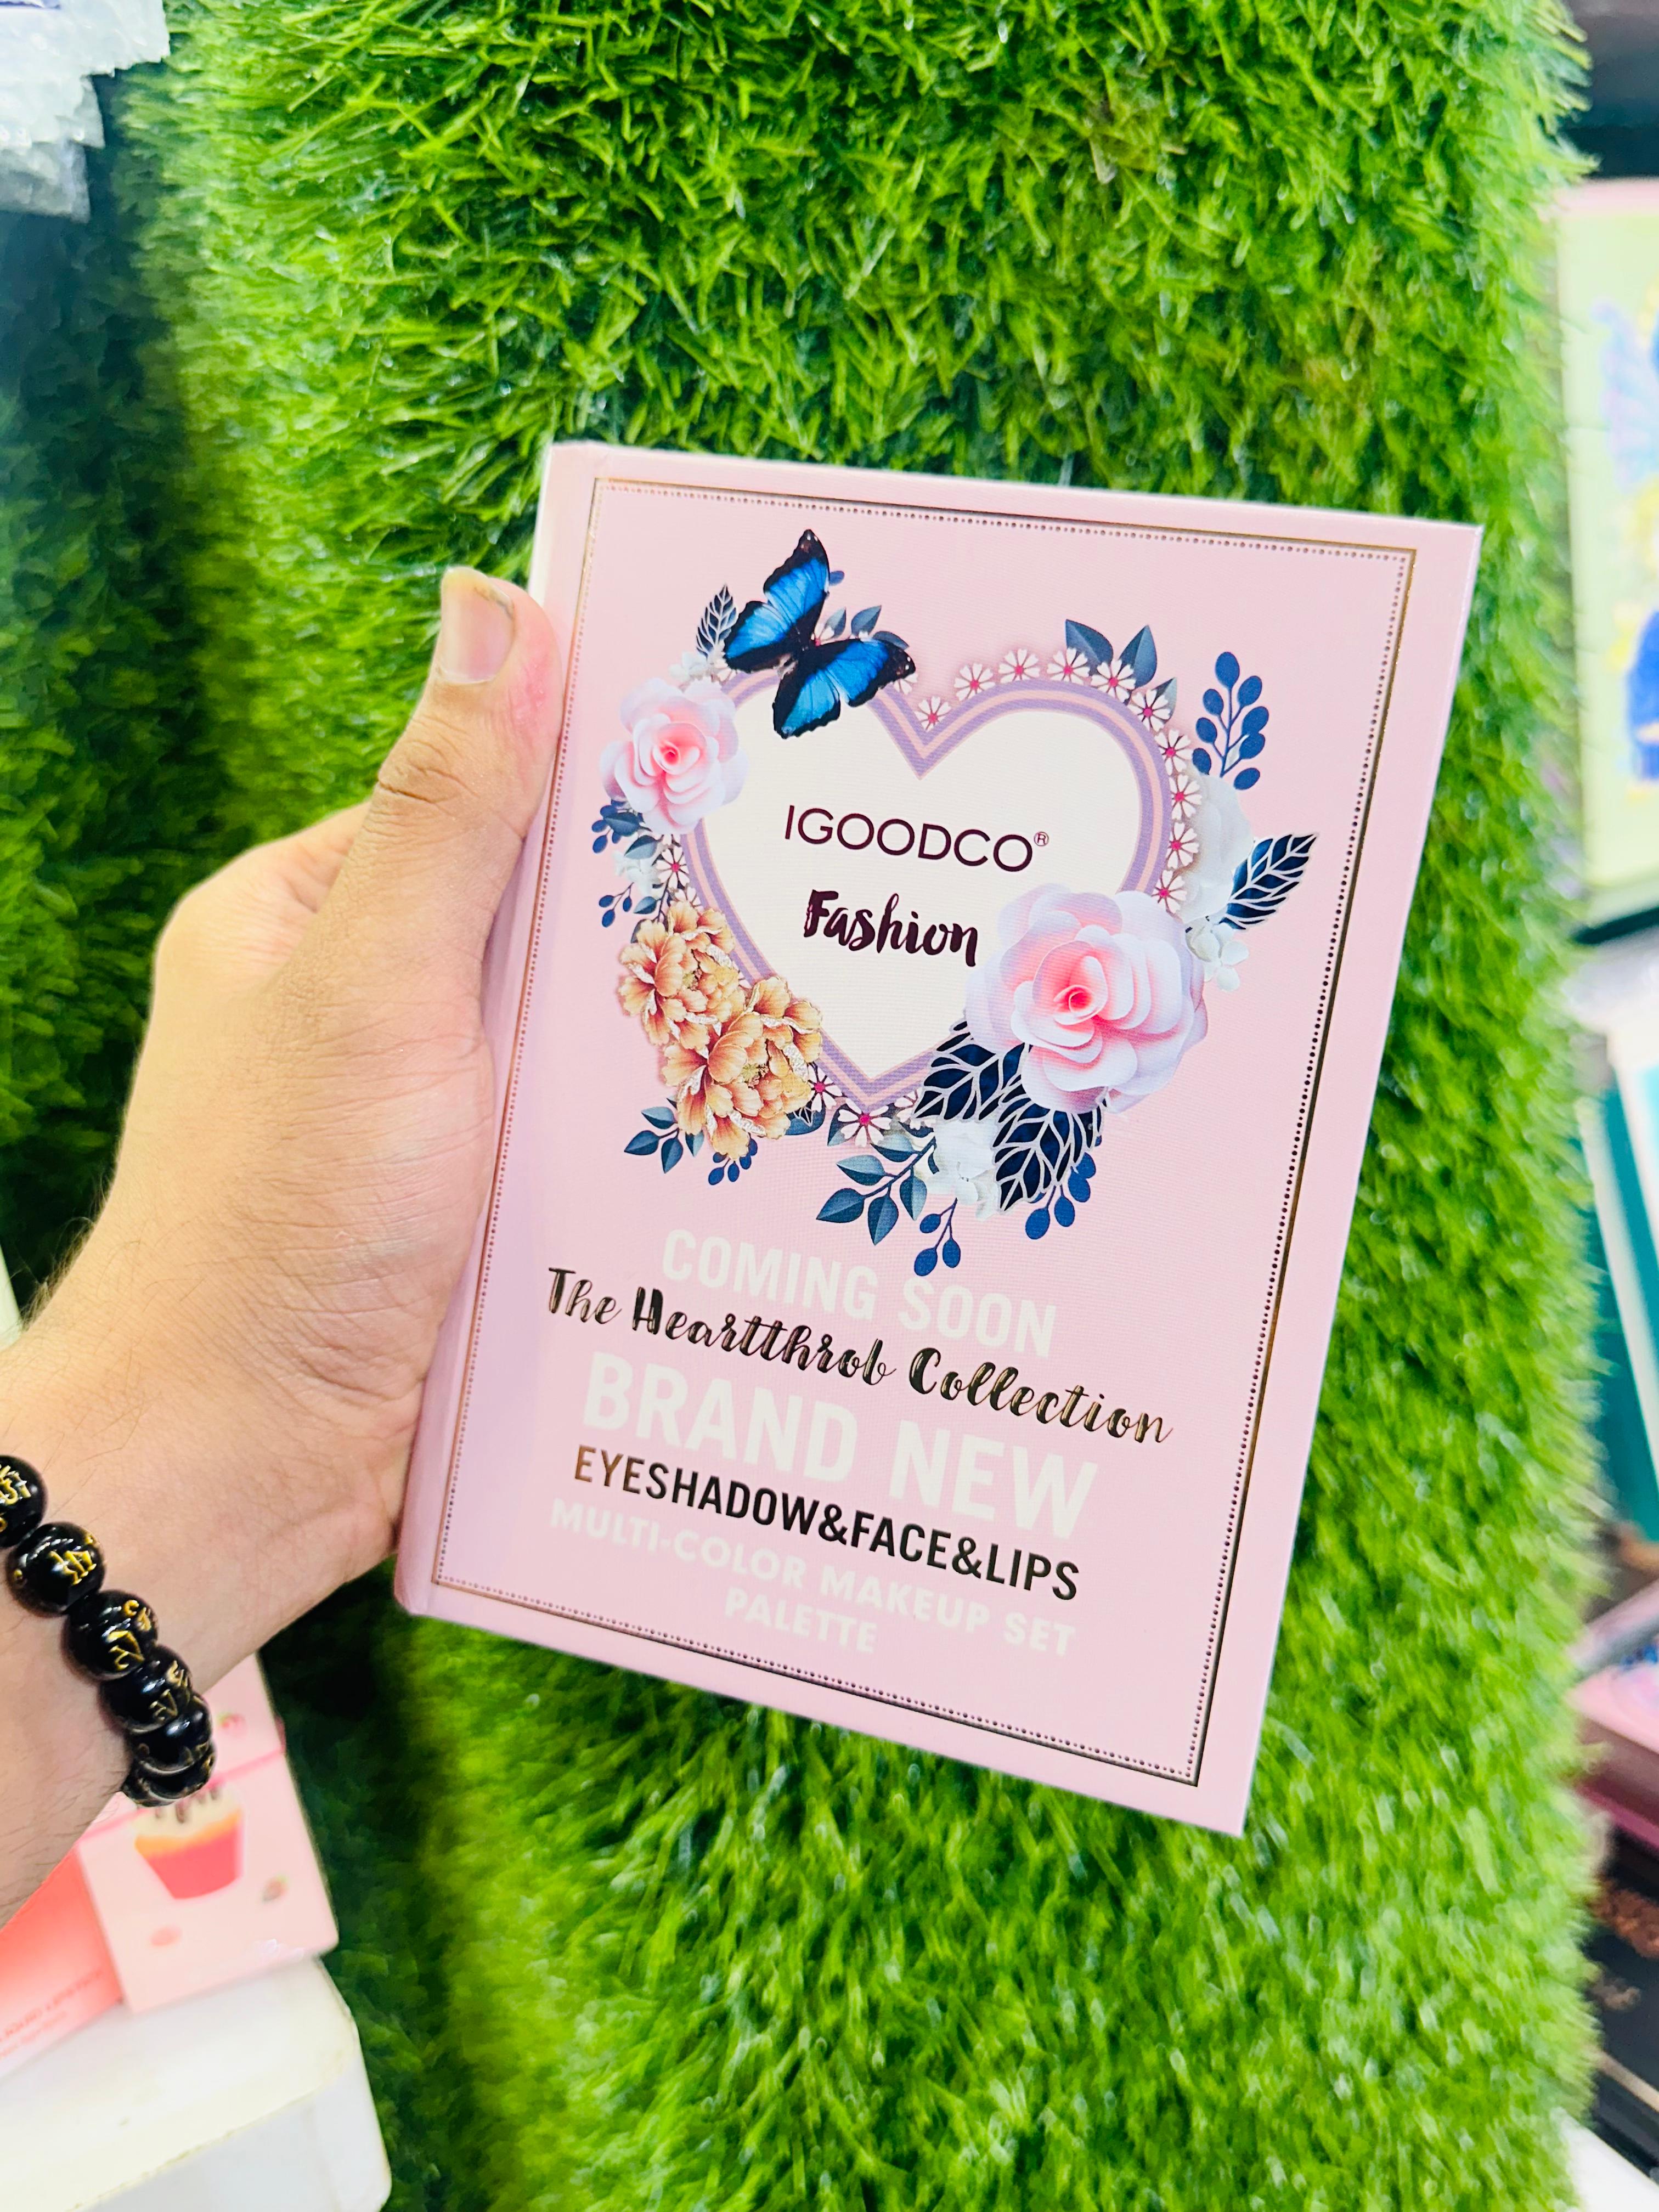 IGOODCO®
Fashion
COMING SOON
The Heartthrob Collection
BRAND NEW
EYESHADOW&FACE&LIPS
MULTI-COLOR MAKEUP SET
PALETTE